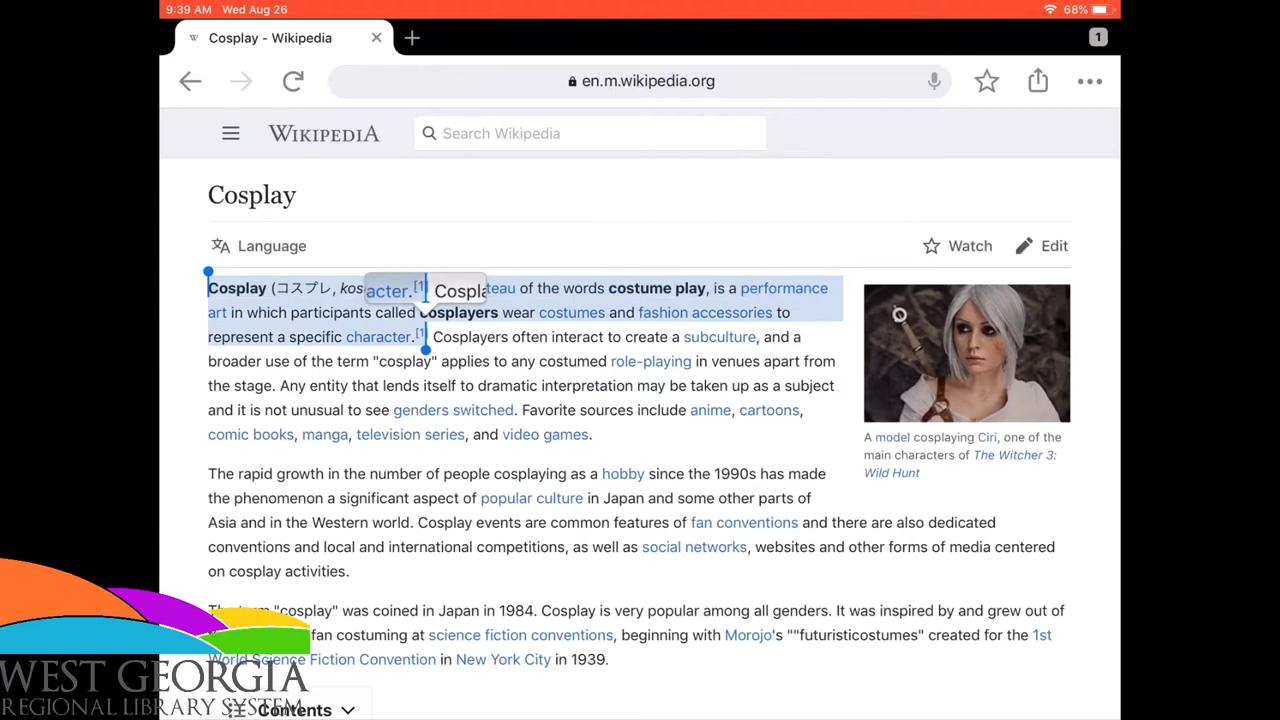 9:39 AM Wed Aug 26 68%
Cosplay - Wikipedia 1
en.m.wikipedia.org
WIKIPEDIA Search Wikipedia
Cosplay
Language Watch Edit
Cosplay (コスプレ, acter.[1] Cospla teau of the words costume play, is a performance
art in which participants called cosplayers wear costumes and fashion accessories to
represent a specific character.[1] Cosplayers often interact to create a subculture, and a
broader use of the term "cosplay" applies to any costumed role-playing in venues apart from
the stage. Any entity that lends itself to dramatic interpretation may be taken up as a subject
and it is not unusual to see genders switched. Favorite sources include anime, cartoons,
comic books, manga, television series, and video games.
A model cosplaying Ciri, one of the
main characters of The Witcher 3:
Wild Hunt
The rapid growth in the number of people cosplaying as a hobby since the 1990s has made
the phenomenon a significant aspect of popular culture in Japan and some other parts of
Asia and in the Western world. Cosplay events are common features of fan conventions and there are also dedicated
conventions and local and international competitions, as well as social networks, websites and other forms of media centered
on cosplay activities.
The term "cosplay" was coined in Japan in 1984. Cosplay is very popular among all genders. It was inspired by and grew out of
fan costuming at science fiction conventions, beginning with Morojo's ""futuristicostumes" created for the 1st
World Science Fiction Convention in New York City in 1939.
Contents
WEST GEORGIA
REGIONAL LIBRARY SYSTEM